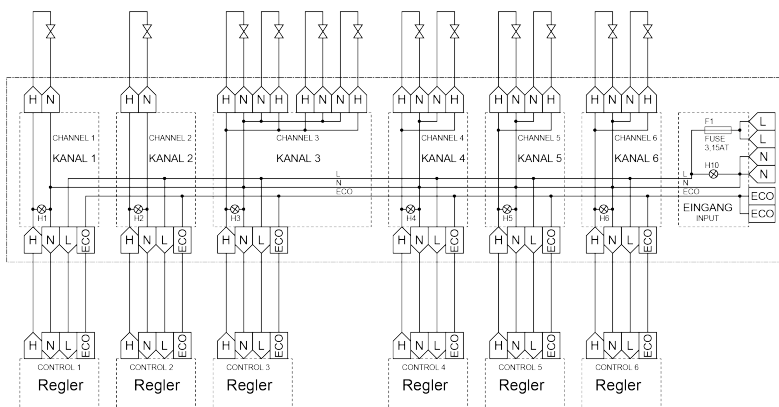 H N
H N
H N N H H N N H
H N N H
H N N H
H N N H
CHANNEL 1
KANAL 1
CHANNEL 2
KANAL 2
CHANNEL 3
KANAL 3
CHANNEL 4
KANAL 4
CHANNEL 5
KANAL 5
CHANNEL 6
KANAL 6
F1
FUSE
3,15AT
L
L
H10
N
N
L
N
ECO
L
N
ECO
ECO
ECO
EINGANG
INPUT
H1
H2
H3
H4
H5
H6
H N L ECO
H N L ECO
H N L ECO
H N L ECO
H N L ECO
H N L ECO
H N L ECO
H N L ECO
H N L ECO
H N L ECO
H N L ECO
H N L ECO
CONTROL 1
Regler
CONTROL 2
Regler
CONTROL 3
Regler
CONTROL 4
Regler
CONTROL 5
Regler
CONTROL 6
Regler